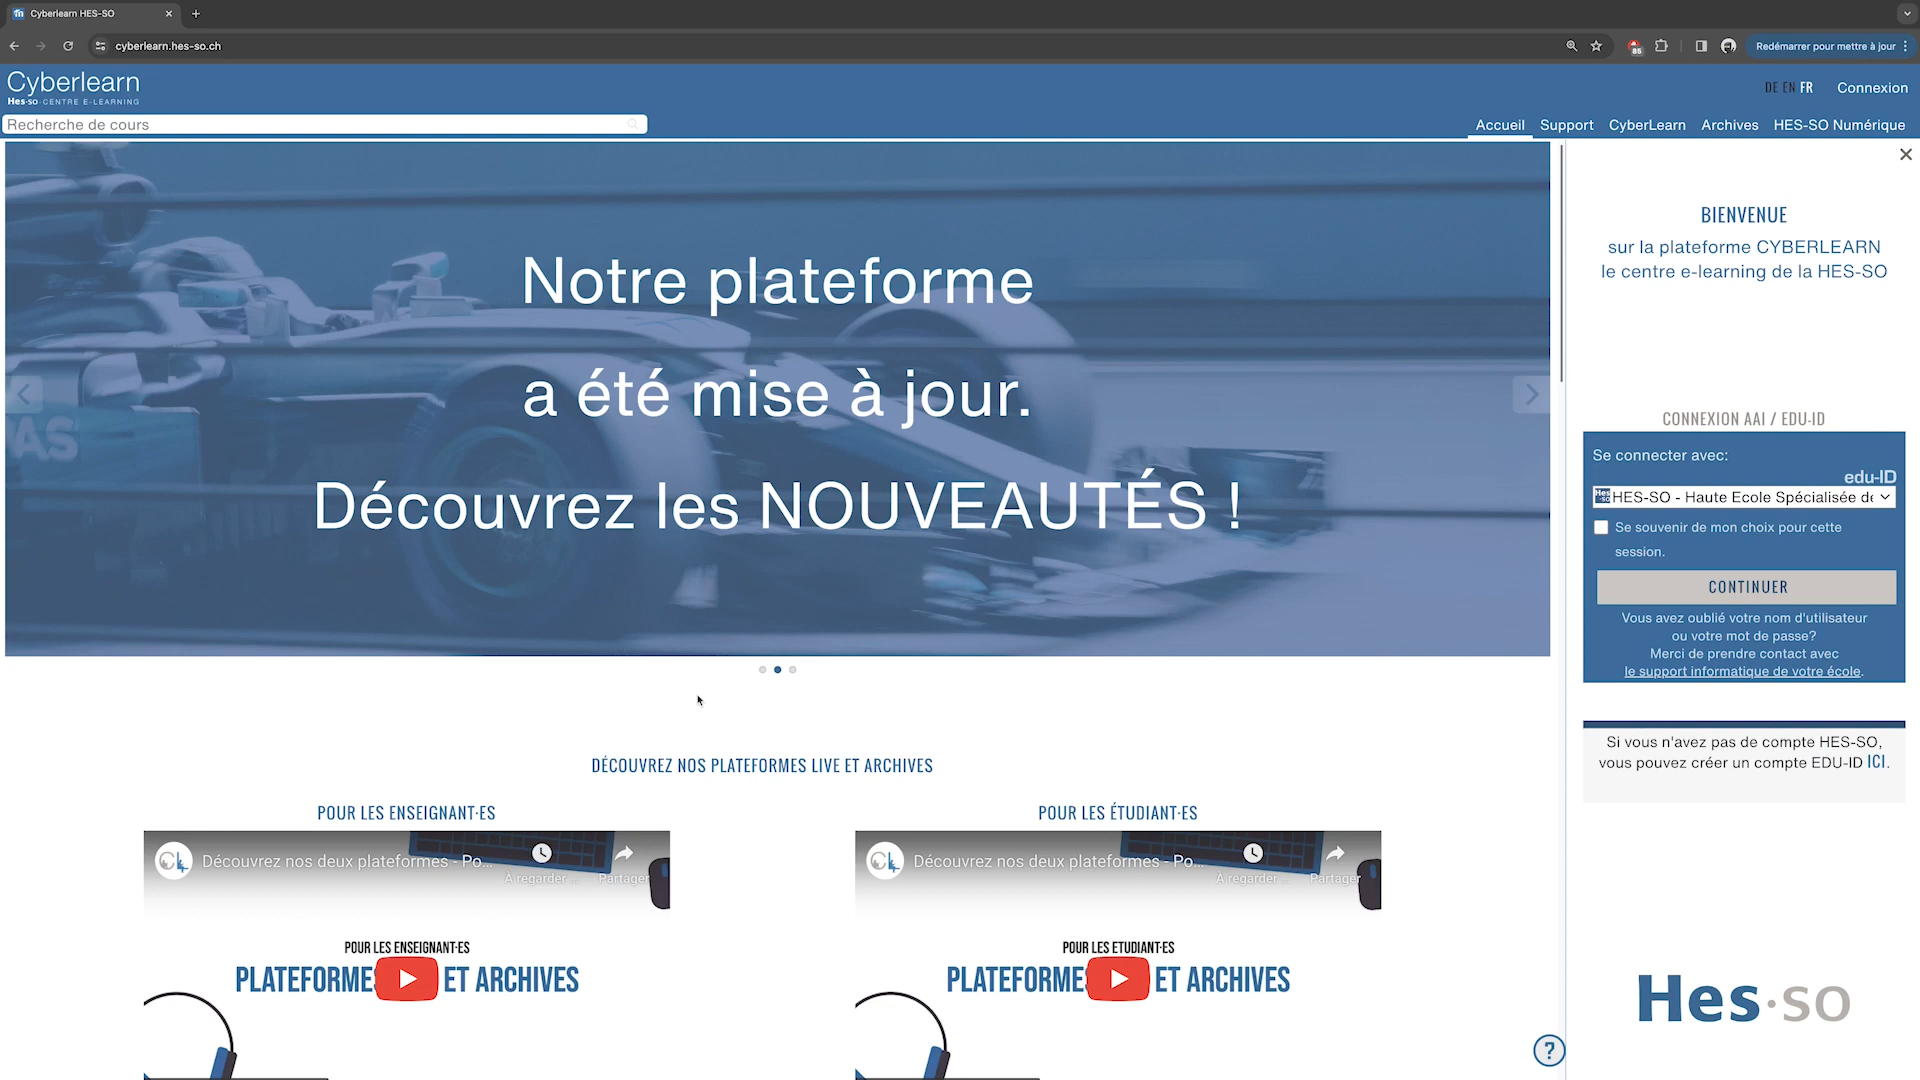 Cyberlearn HES-SO
cyberlearn.hes-so.ch
85
Redémarrer pour mettre à jour
Cyberlearn
Hes·so CENTRE E-LEARNING
DE EN FR
Connexion
Recherche de cours
Accueil
Support
CyberLearn
Archives
HES-SO Numérique
Notre plateforme
a été mise à jour.
Découvrez les NOUVEAUTÉS !
AS
BIENVENUE
sur la plateforme CYBERLEARN
le centre e-learning de la HES-SO
CONNEXION AAI / EDU-ID
Se connecter avec:
edu-ID
HES-SO - Haute Ecole Spécialisée de
Se souvenir de mon choix pour cette
session.
CONTINUER
Vous avez oublié votre nom d'utilisateur
ou votre mot de passe?
Merci de prendre contact avec
le support informatique de votre école.
Si vous n'avez pas de compte HES-SO,
vous pouvez créer un compte EDU-ID ICI.
DÉCOUVREZ NOS PLATEFORMES LIVE ET ARCHIVES
POUR LES ENSEIGNANT·ES
Découvrez nos deux plateformes - Po...
À regarder ...
Partager
POUR LES ENSEIGNANT·ES
PLATEFORMES ET ARCHIVES
POUR LES ÉTUDIANT·ES
Découvrez nos deux plateformes - Po...
À regarder ...
Partager
POUR LES ETUDIANT·ES
PLATEFORMES ET ARCHIVES
Hes·so
?